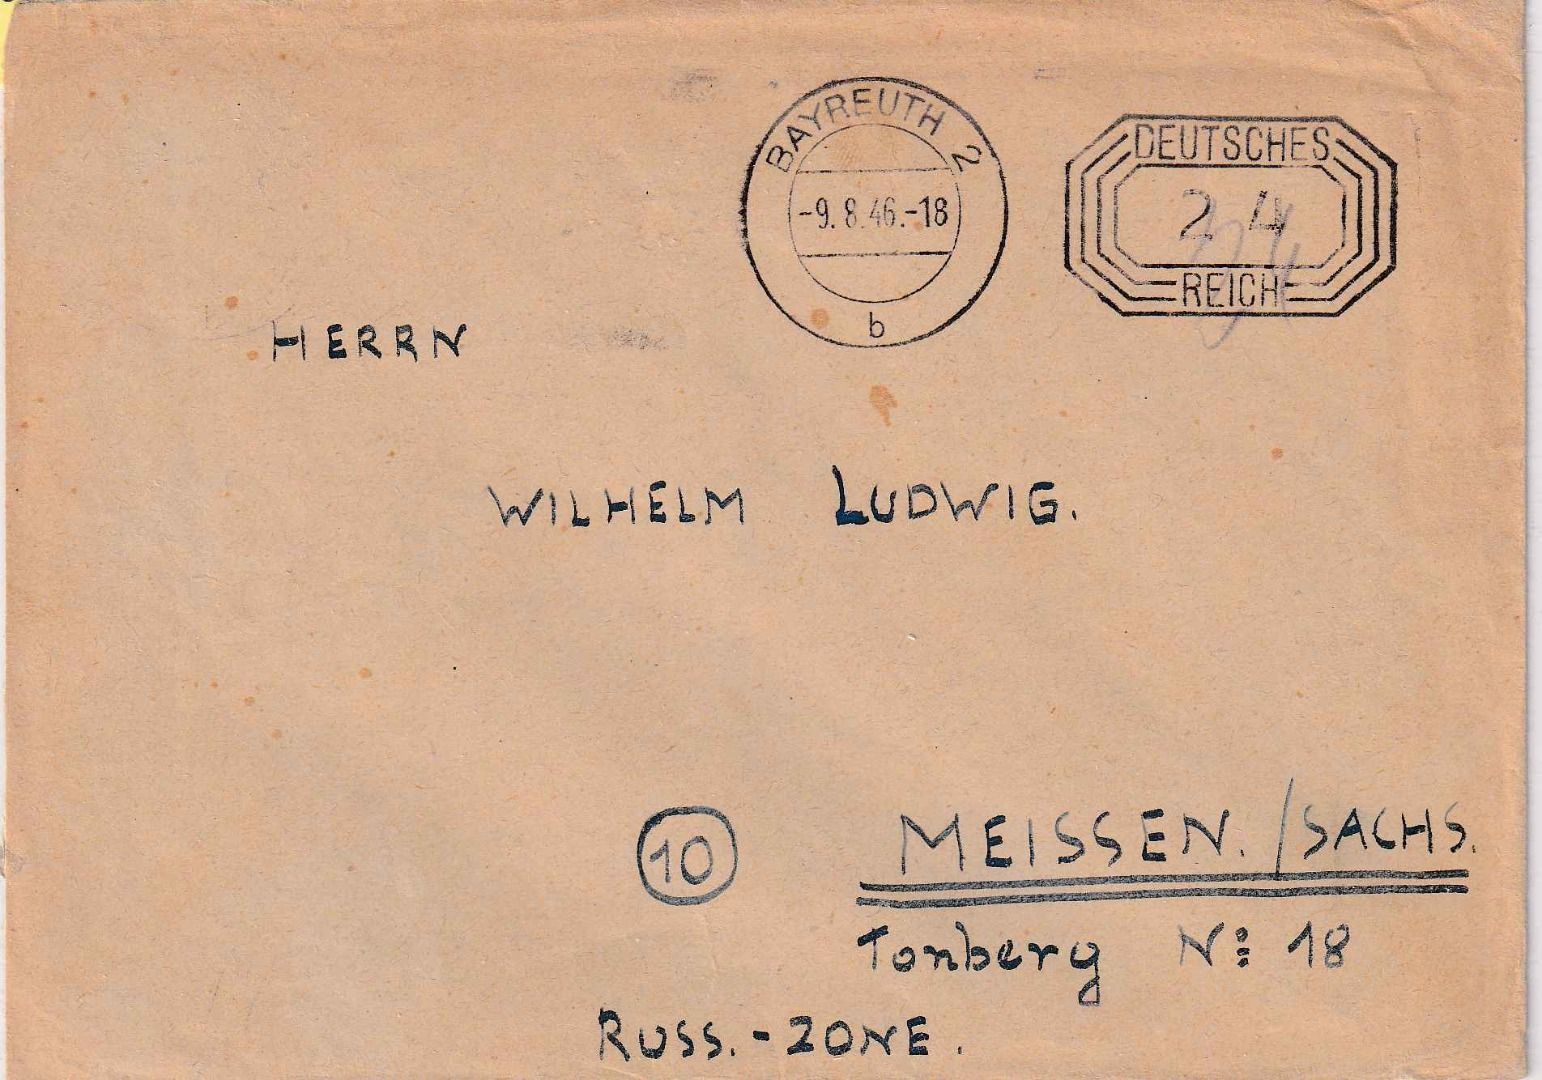 BAYREUTH 2
-9. 8. 46.-18
b
DEUTSCHES
24
REICH
24
HERRN
WILHELM LUDWIG.
10 MEISSEN. / SACHS.
Tonberg N: 18
RUSS. - ZONE.